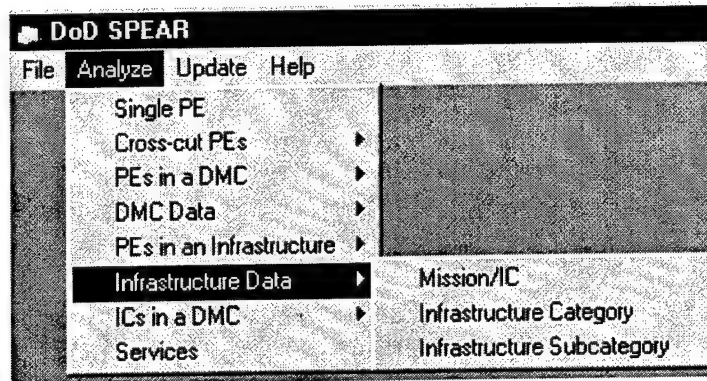 DoD SPEAR
File Analyze Update Help
Single PE
Cross-cut PEs
PEs in a DMC
DMC Data
PEs in an Infrastructure
Infrastructure Data
ICs in a DMC
Services
Mission/IC
Infrastructure Category
Infrastructure Subcategory